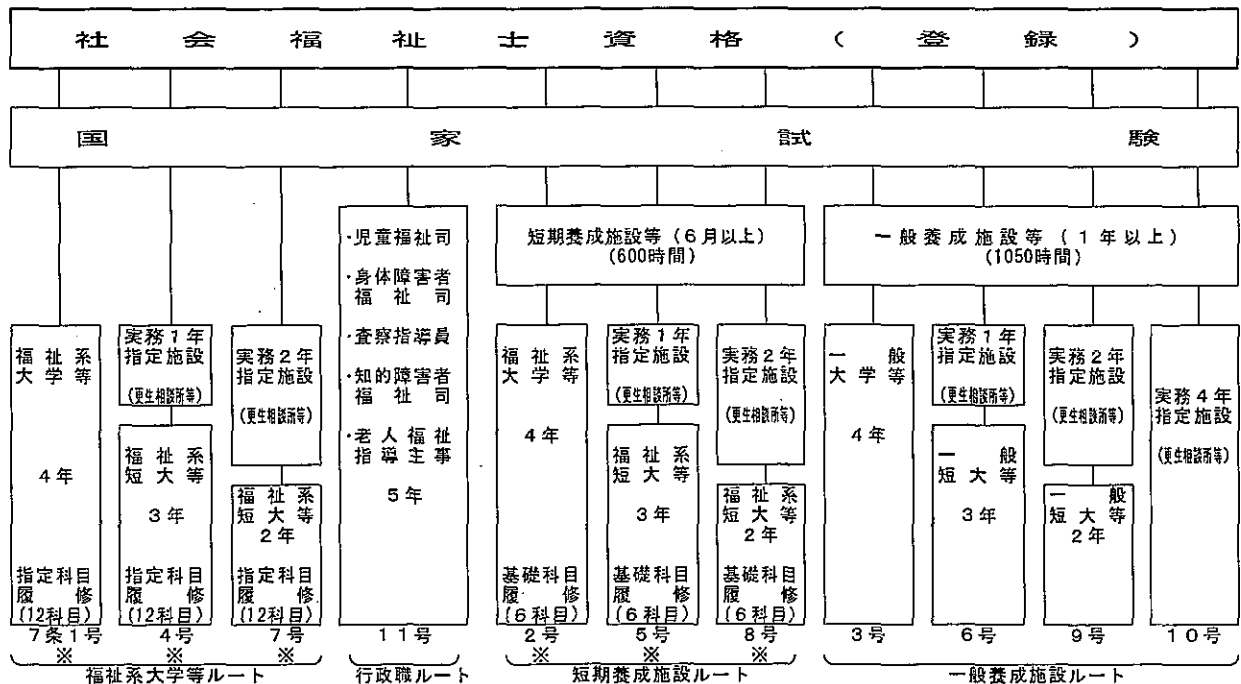 社会福祉士資格（登録）
国家試験
・児童福祉司
・身体障害者
福祉司
・査察指導員
・知的障害者
福祉司
・老人福祉
指導主事
5年
短期養成施設等（6月以上）
(600時間)
一般養成施設等（1年以上）
(1050時間)
福祉系
大学等
4年
指定科目
履修
(12科目)
実務1年
指定施設
(更生相談所等)
福祉系
短大等
3年
指定科目
履修
(12科目)
実務2年
指定施設
(更生相談所等)
福祉系
短大等
2年
指定科目
履修
(12科目)
福祉系
大学等
4年
基礎科目
履修
(6科目)
実務1年
指定施設
(更生相談所等)
福祉系
短大等
3年
基礎科目
履修
(6科目)
実務2年
指定施設
(更生相談所等)
福祉系
短大等
2年
基礎科目
履修
(6科目)
一般
大学等
4年
実務1年
指定施設
(更生相談所等)
一般
短大等
3年
実務2年
指定施設
(更生相談所等)
一般
短大等
2年
実務4年
指定施設
(更生相談所等)
7条1号 4号 7号 11号 2号 5号 8号 3号 6号 9号 10号
※ ※ ※ ※ ※ ※
福祉系大学等ルート 行政職ルート 短期養成施設ルート 一般養成施設ルート